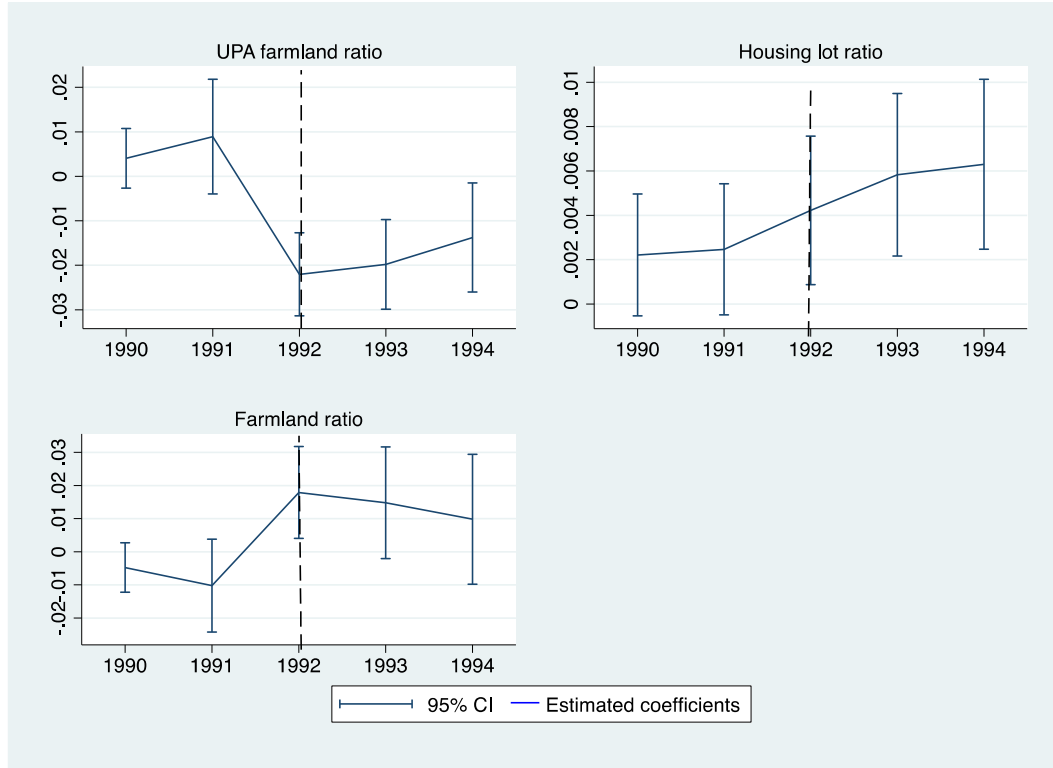 UPA farmland ratio
.02
.01
0
-.01
-.02
-.03
1990 1991 1992 1993 1994
Housing lot ratio
.01
.008
.006
.004
.002
0
1990 1991 1992 1993 1994
Farmland ratio
.03
.02
.01
0
-.01
-.02
1990 1991 1992 1993 1994
95% CI Estimated coefficients